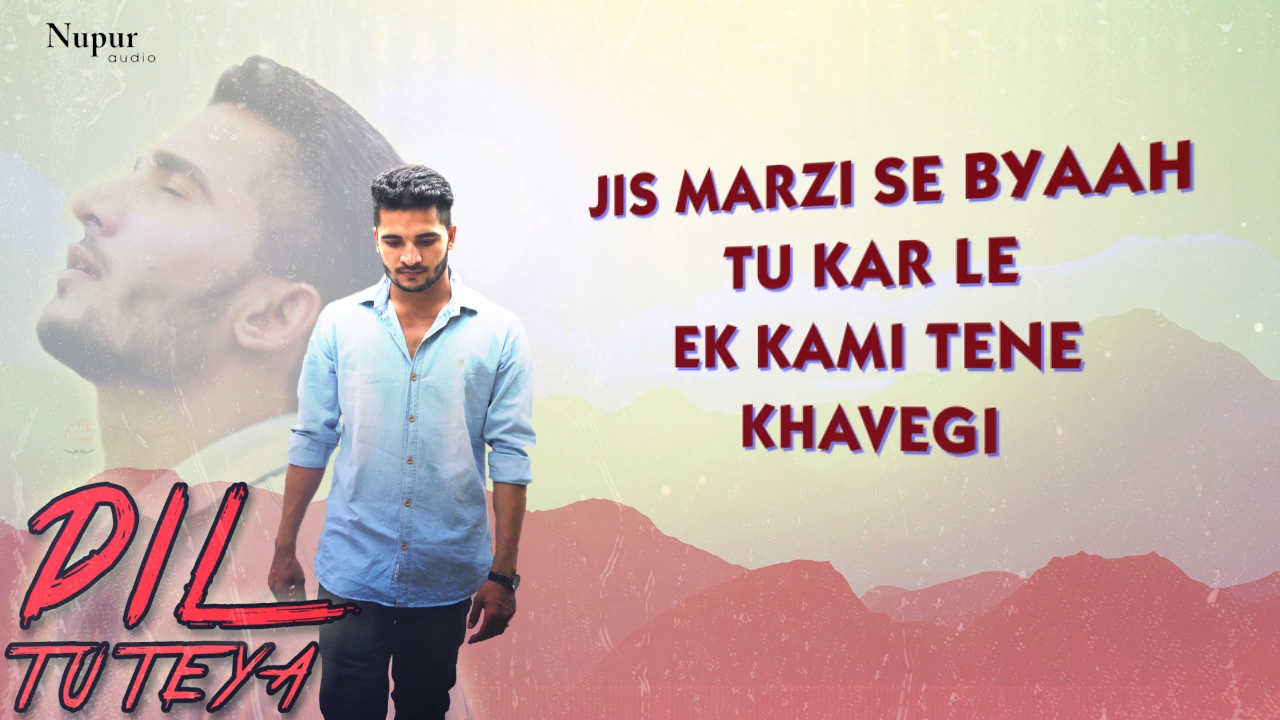 Nupur
audio
JIS MARZI SE BYAAH
TU KAR LE
EK KAMI TENE
KHAVEGI
DIL
TUTEYA